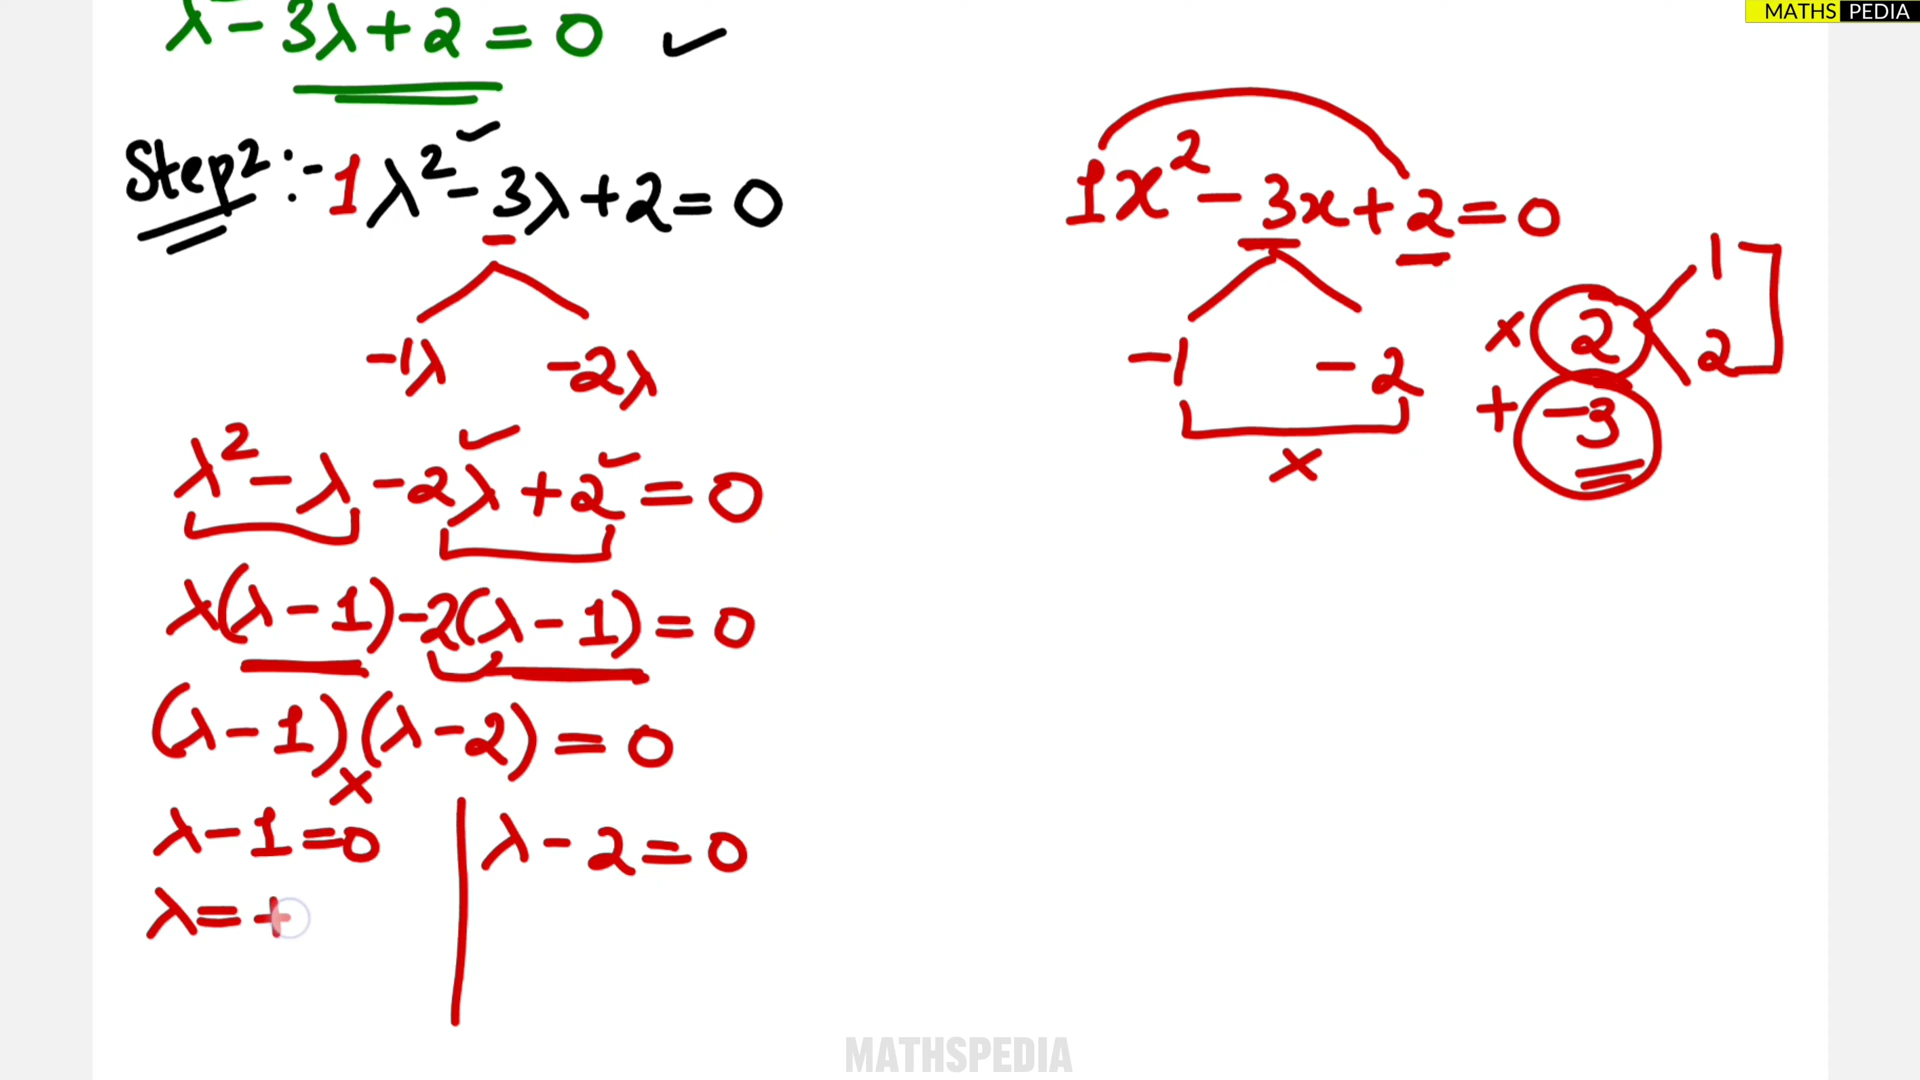 MATHS PEDIA
λ² - 3λ + 2 = 0 ✓
Step2 :- 1λ² - 3λ + 2 = 0
-1λ -2λ
λ² - λ - 2λ + 2 = 0
λ(λ - 1) - 2(λ - 1) = 0
(λ - 1)(λ - 2) = 0
×
λ - 1 = 0 | λ - 2 = 0
λ = +
1x² - 3x + 2 = 0
-1 - 2
×
× 2 1
2
+ -3
MATHSPEDIA